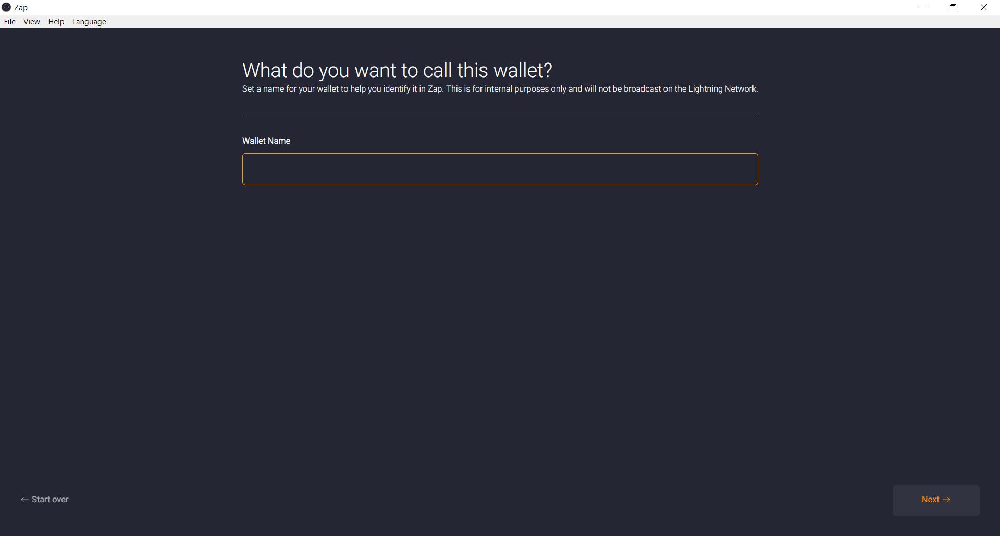 Zap
File View Help Language
What do you want to call this wallet?
Set a name for your wallet to help you identify it in Zap. This is for internal purposes only and will not be broadcast on the Lightning Network.
Wallet Name
← Start over
Next →